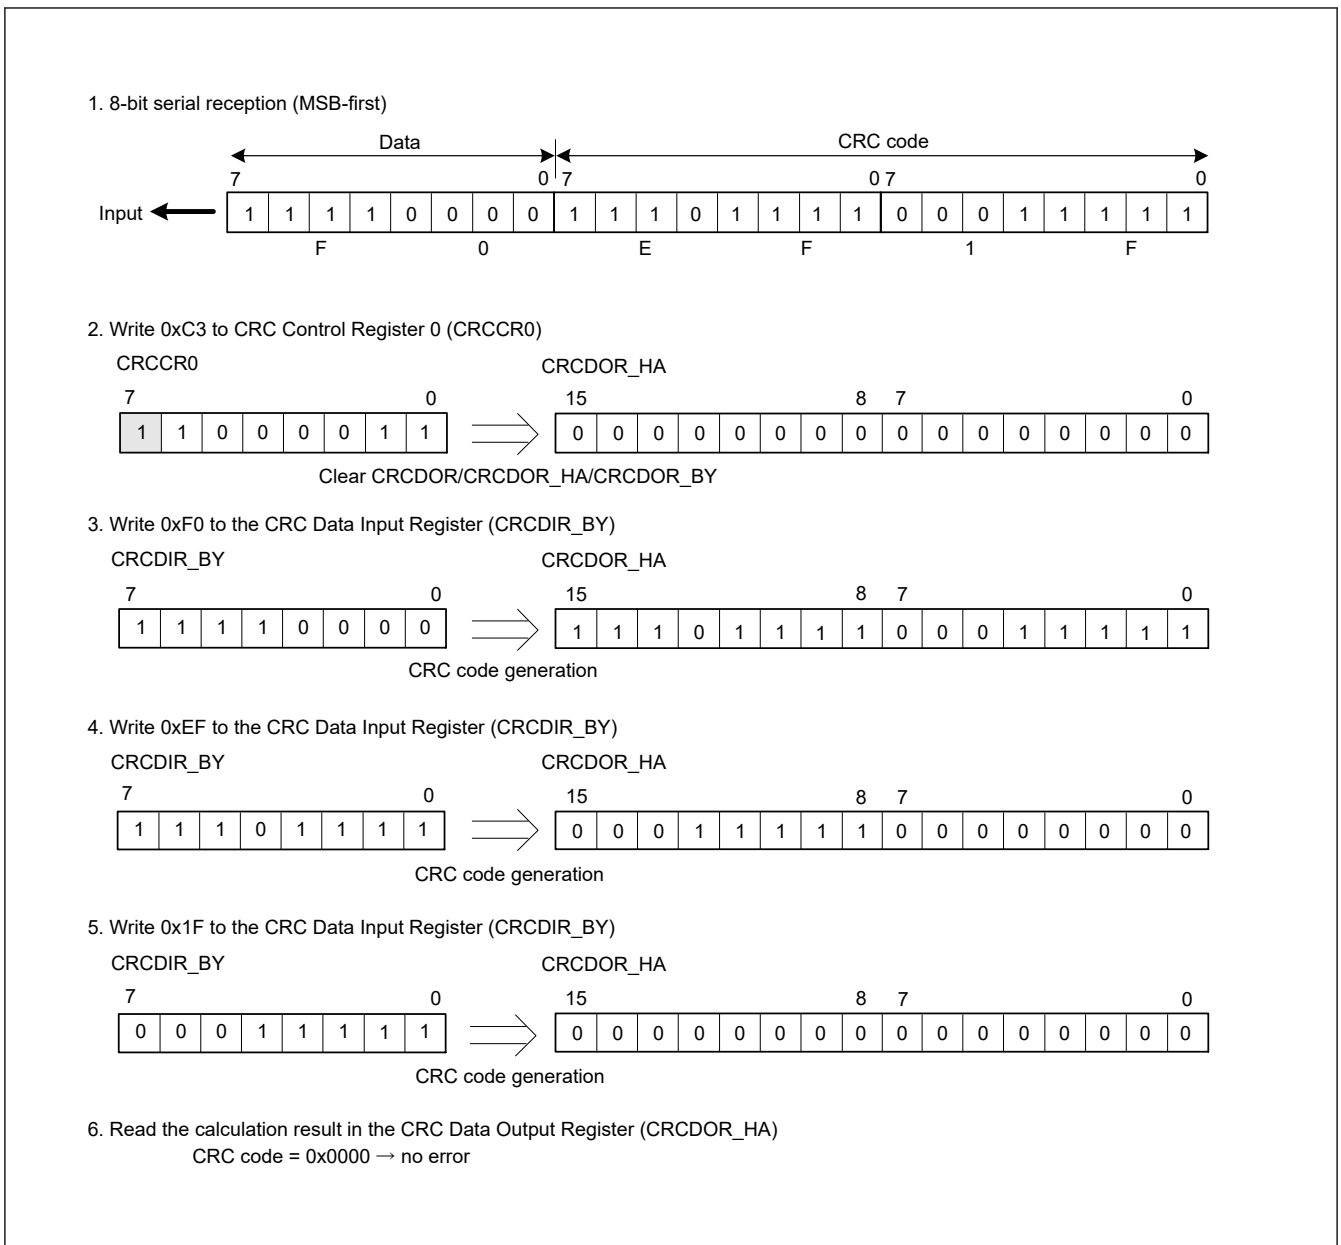 1. 8-bit serial reception (MSB-first)
Data CRC code
7 0 7 0 7 0
Input 1 1 1 1 0 0 0 0 1 1 1 0 1 1 1 1 0 0 0 1 1 1 1 1
F 0 E F 1 F
2. Write 0xC3 to CRC Control Register 0 (CRCCR0)
CRCCR0 CRCDOR_HA
7 0 15 8 7 0
1 1 0 0 0 0 1 1 0 0 0 0 0 0 0 0 0 0 0 0 0 0 0 0
Clear CRCDOR/CRCDOR_HA/CRCDOR_BY
3. Write 0xF0 to the CRC Data Input Register (CRCDIR_BY)
CRCDIR_BY CRCDOR_HA
7 0 15 8 7 0
1 1 1 1 0 0 0 0 1 1 1 0 1 1 1 1 0 0 0 1 1 1 1 1
CRC code generation
4. Write 0xEF to the CRC Data Input Register (CRCDIR_BY)
CRCDIR_BY CRCDOR_HA
7 0 15 8 7 0
1 1 1 0 1 1 1 1 0 0 0 1 1 1 1 1 0 0 0 0 0 0 0 0
CRC code generation
5. Write 0x1F to the CRC Data Input Register (CRCDIR_BY)
CRCDIR_BY CRCDOR_HA
7 0 15 8 7 0
0 0 0 1 1 1 1 1 0 0 0 0 0 0 0 0 0 0 0 0 0 0 0 0
CRC code generation
6. Read the calculation result in the CRC Data Output Register (CRCDOR_HA)
CRC code = 0x0000 → no error